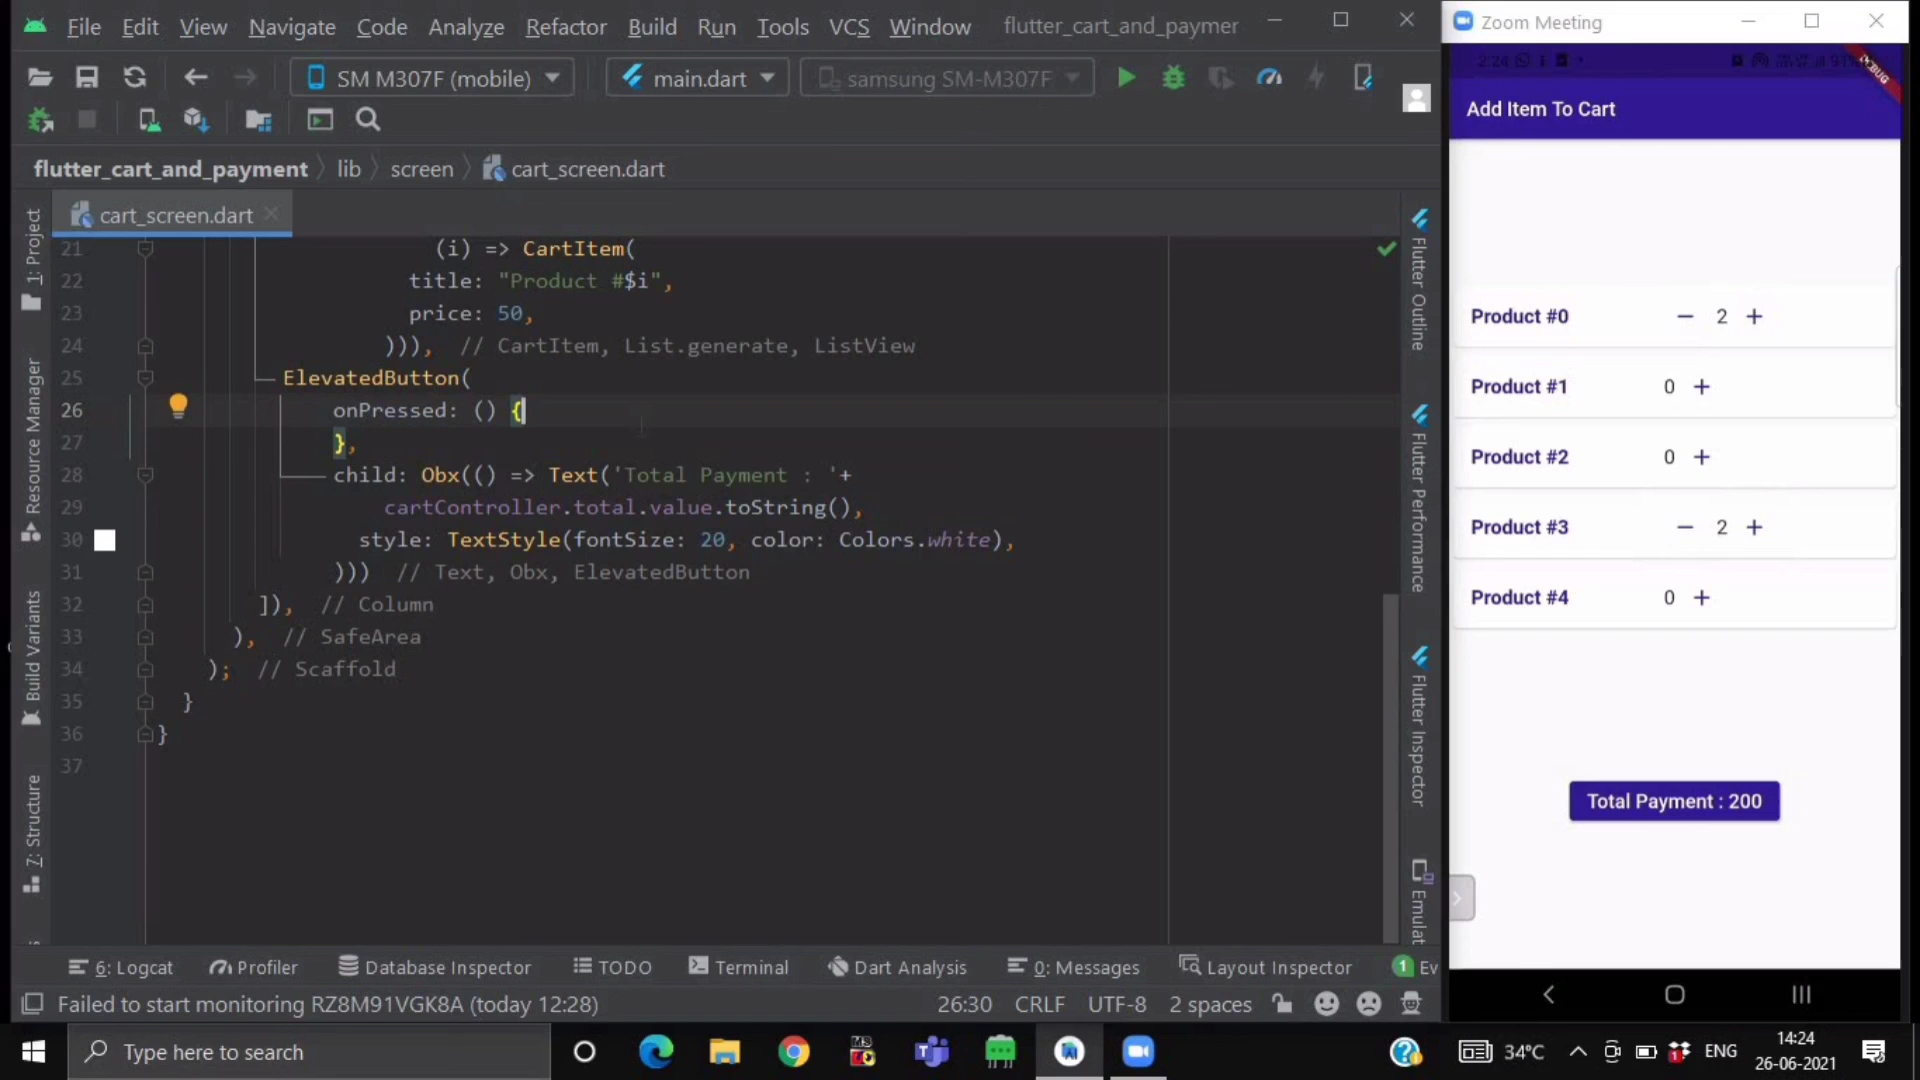 File Edit View Navigate Code Analyze Refactor Build Run Tools VCS Window flutter_cart_and_paymer
SM M307F (mobile) main.dart samsung SM-M307F
flutter_cart_and_payment lib screen cart_screen.dart
cart_screen.dart
1: Project
Resource Manager
Build Variants
7: Structure
21 (i) => CartItem(
22 title: "Product #$i",
23 price: 50,
24 ))), // CartItem, List.generate, ListView
25 ElevatedButton(
26 onPressed: () {
27 },
28 child: Obx(() => Text('Total Payment : '+
29 cartController.total.value.toString(),
30 style: TextStyle(fontSize: 20, color: Colors.white),
31 ))) // Text, Obx, ElevatedButton
32 ]), // Column
33 ), // SafeArea
34 ); // Scaffold
35 }
36 }
37
Flutter Outline
Flutter Performance
Flutter Inspector
Emulat
6: Logcat Profiler Database Inspector TODO Terminal Dart Analysis 0: Messages Layout Inspector 1 Ev
Failed to start monitoring RZ8M91VGK8A (today 12:28) 26:30 CRLF UTF-8 2 spaces
Zoom Meeting
2:24
DEBUG
Add Item To Cart
Product #0 − 2 +
Product #1 0 +
Product #2 0 +
Product #3 − 2 +
Product #4 0 +
Total Payment : 200
Type here to search
34°C ENG 14:24
26-06-2021